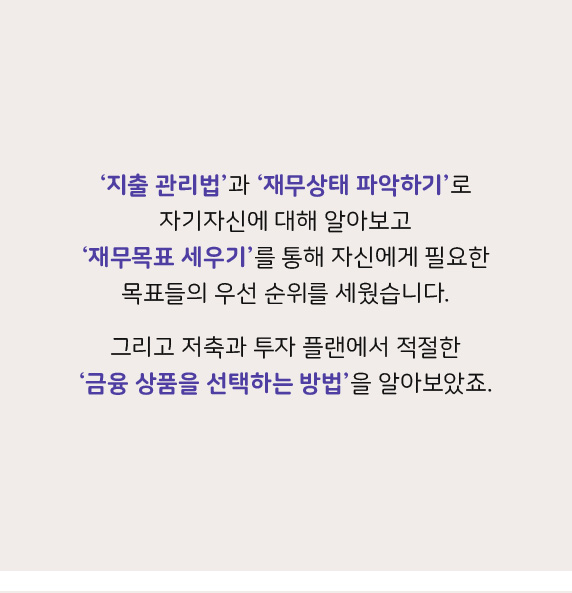 ‘지출 관리법’과 ‘재무상태 파악하기’로
자기자신에 대해 알아보고
‘재무목표 세우기’를 통해 자신에게 필요한
목표들의 우선 순위를 세웠습니다.
그리고 저축과 투자 플랜에서 적절한
‘금융 상품을 선택하는 방법’을 알아보았죠.